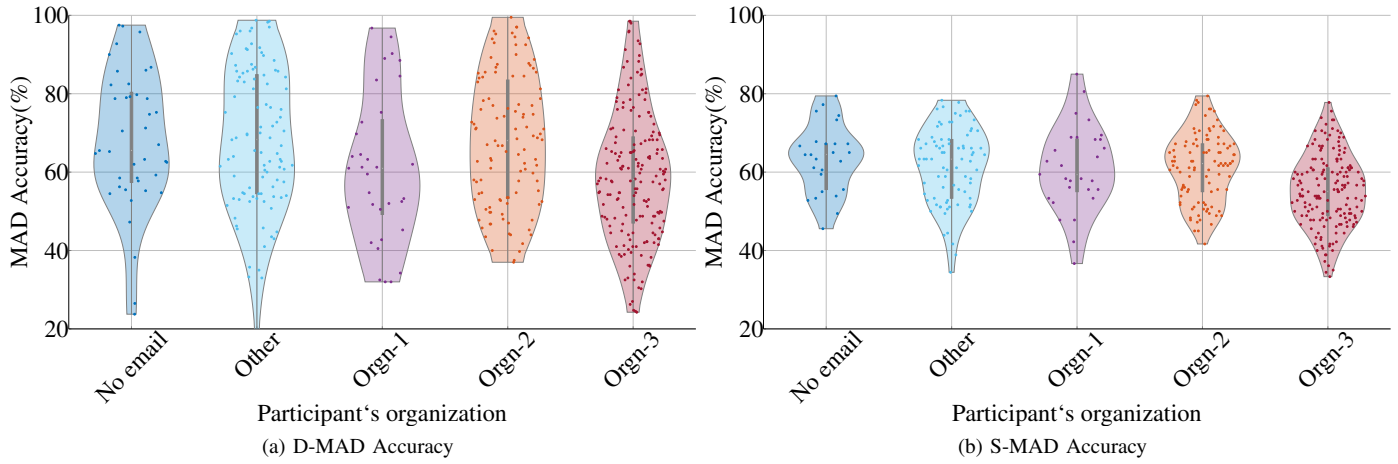 MAD Accuracy(%)
100
80
60
40
20
No email
Other
Orgn-1
Orgn-2
Orgn-3
Participant‘s organization
(a) D-MAD Accuracy
MAD Accuracy(%)
100
80
60
40
20
No email
Other
Orgn-1
Orgn-2
Orgn-3
Participant‘s organization
(b) S-MAD Accuracy